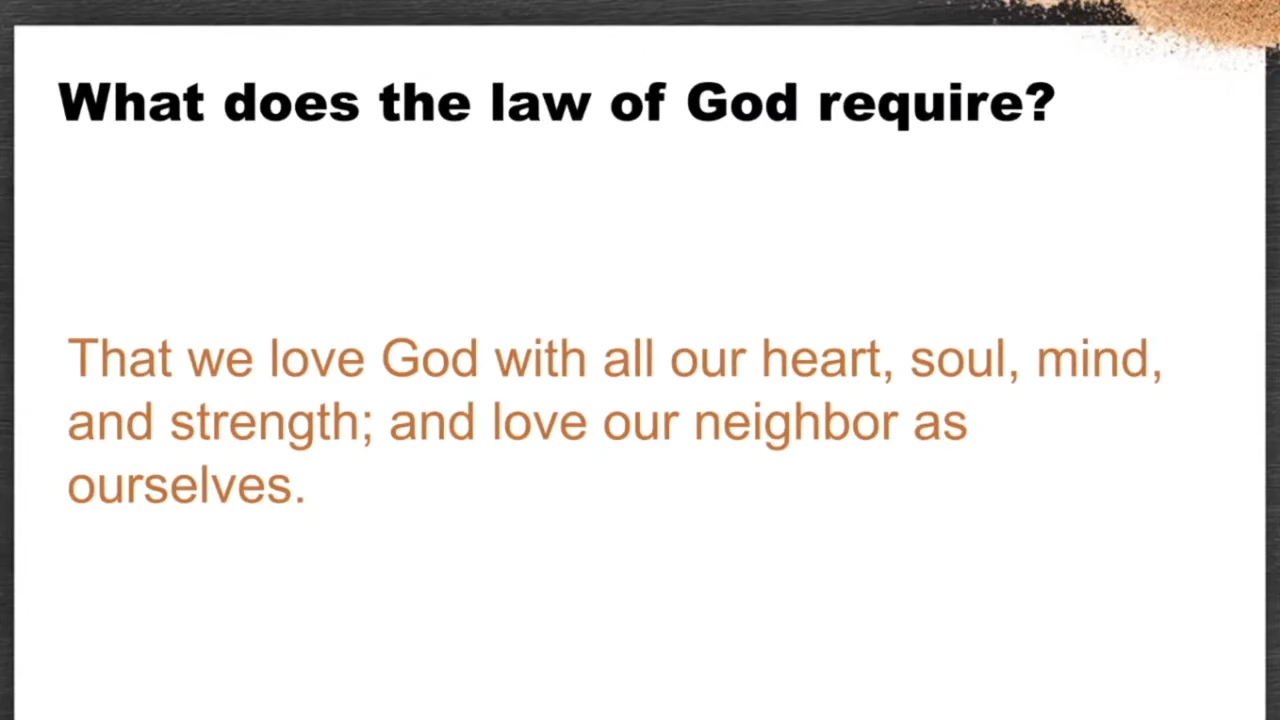 What does the law of God require?
That we love God with all our heart, soul, mind,
and strength; and love our neighbor as
ourselves.